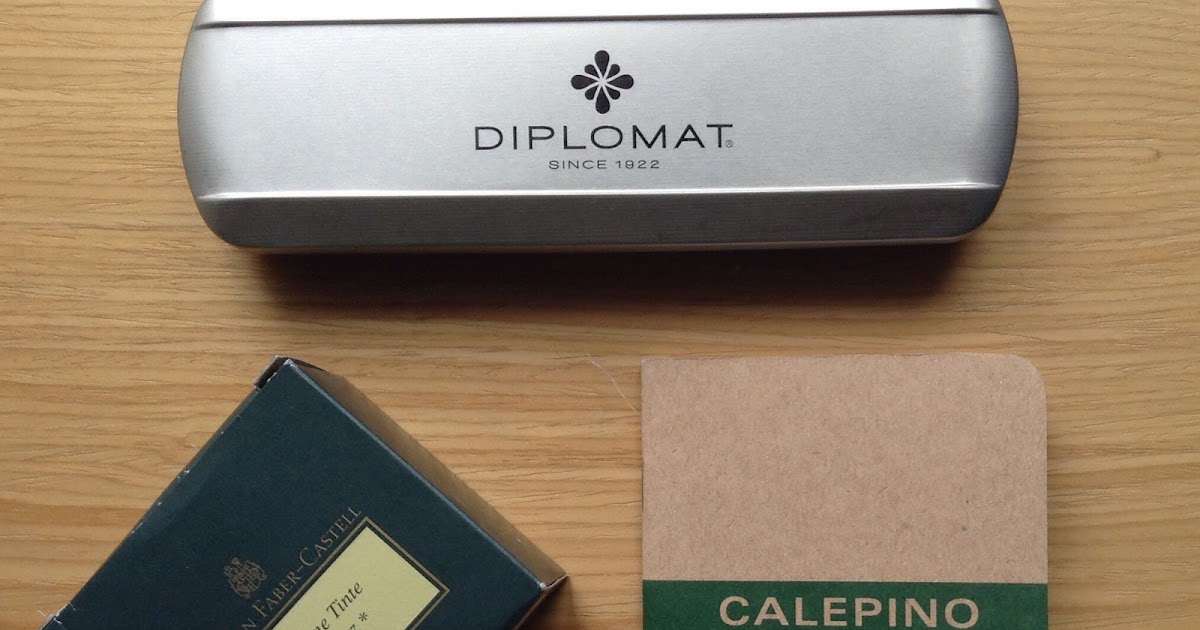 DIPLOMAT®
SINCE 1922
FABER-CASTELL
Tinte
*
CALEPINO